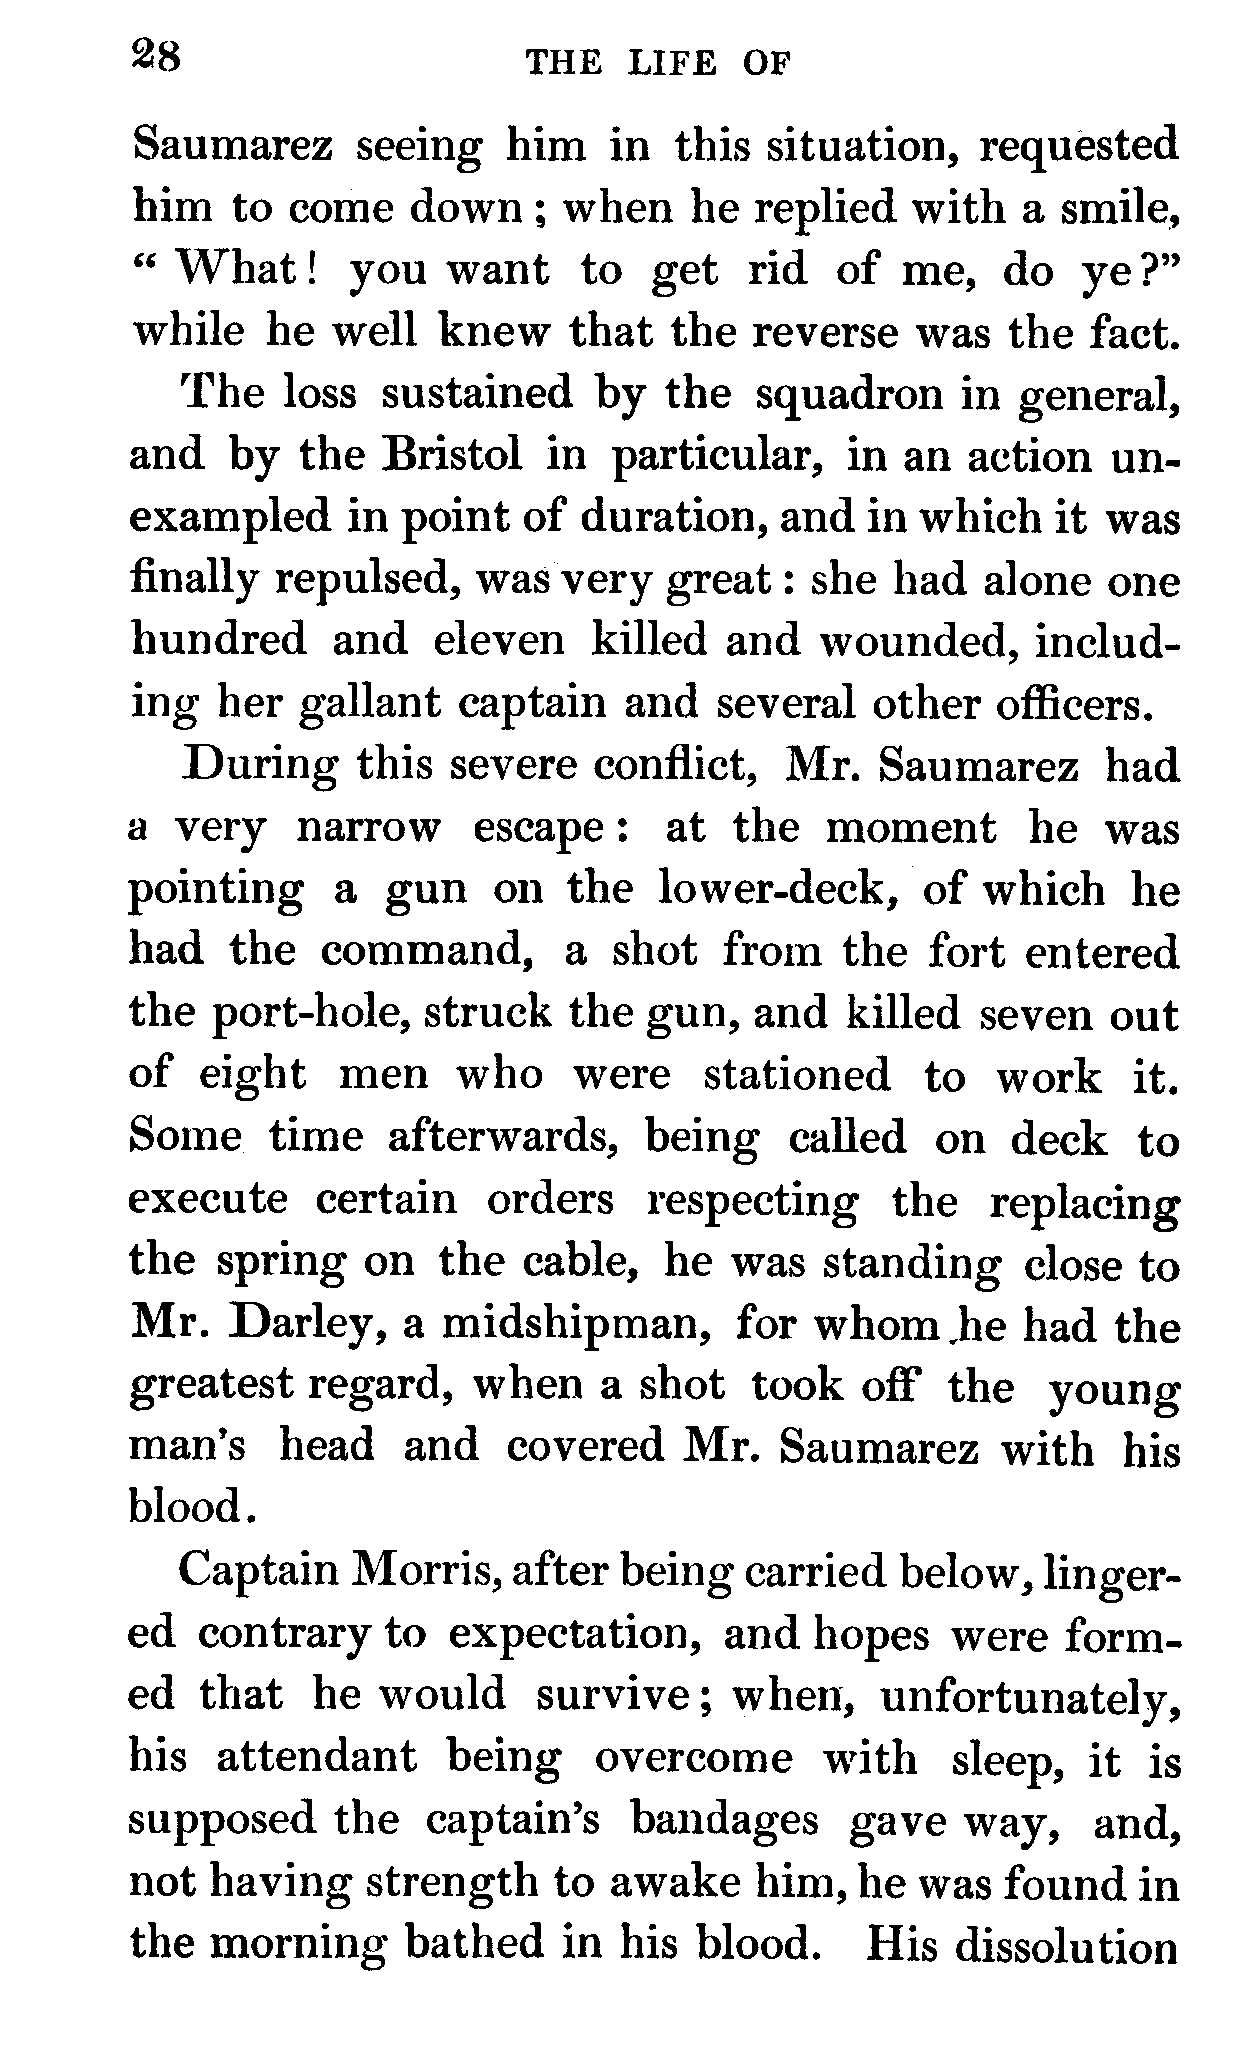 28 THE LIFE OF
Saumarez seeing him in this situation, requested
him to come down ; when he replied with a smile,
“ What ! you want to get rid of me, do ye ?”
while he well knew that the reverse was the fact.
The loss sustained by the squadron in general,
and by the Bristol in particular, in an action un-
exampled in point of duration, and in which it was
finally repulsed, was very great : she had alone one
hundred and eleven killed and wounded, includ-
ing her gallant captain and several other officers.
During this severe conflict, Mr. Saumarez had
a very narrow escape : at the moment he was
pointing a gun on the lower-deck, of which he
had the command, a shot from the fort entered
the port-hole, struck the gun, and killed seven out
of eight men who were stationed to work it.
Some time afterwards, being called on deck to
execute certain orders respecting the replacing
the spring on the cable, he was standing close to
Mr. Darley, a midshipman, for whom he had the
greatest regard, when a shot took off the young
man's head and covered Mr. Saumarez with his
blood.
Captain Morris, after being carried below, linger-
ed contrary to expectation, and hopes were form-
ed that he would survive ; when, unfortunately,
his attendant being overcome with sleep, it is
supposed the captain's bandages gave way, and,
not having strength to awake him, he was found in
the morning bathed in his blood. His dissolution